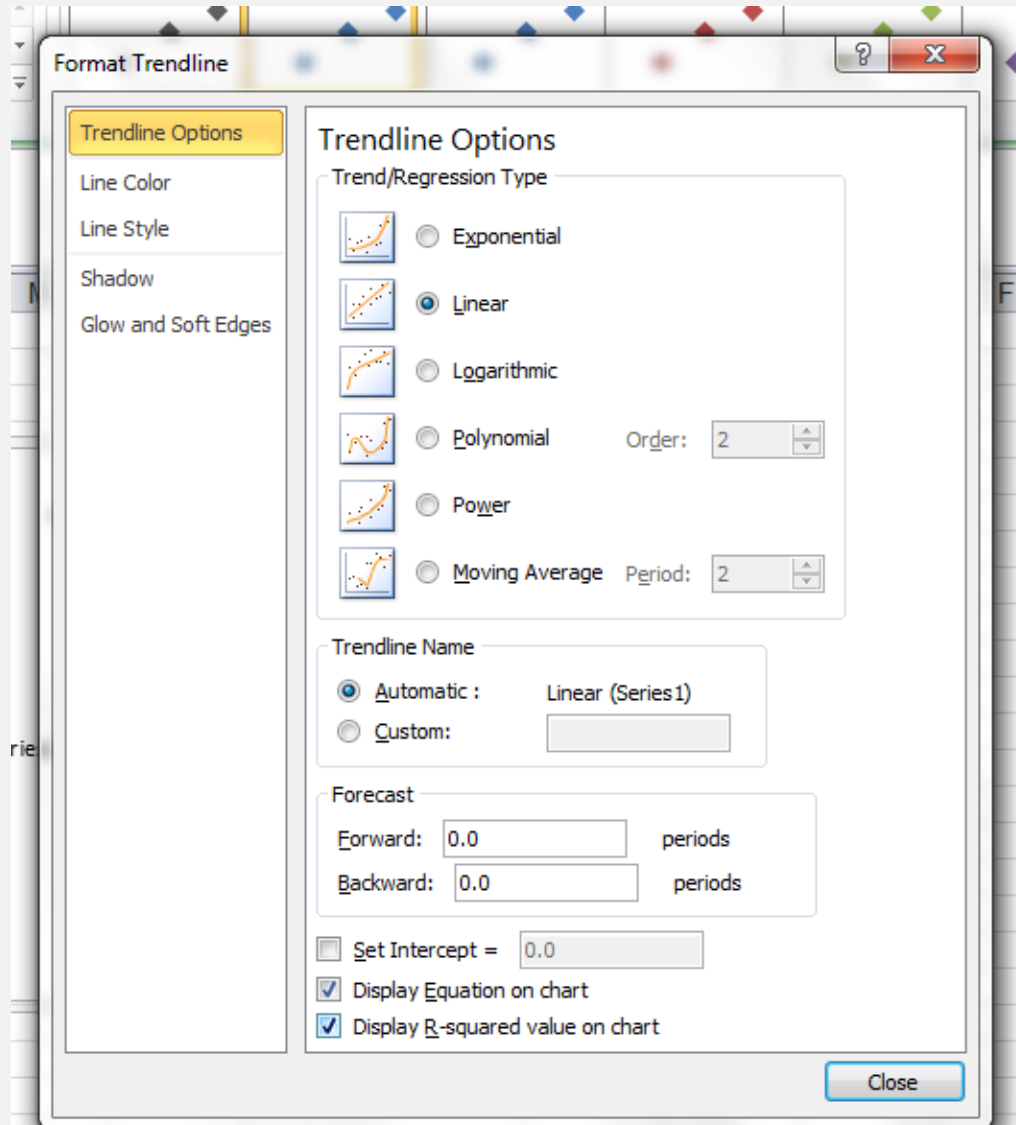 Format Trendline
?
X
Trendline Options
Line Color
Line Style
Shadow
Glow and Soft Edges
Trendline Options
Trend/Regression Type
Exponential
Linear
Logarithmic
Polynomial Order: 2
Power
Moving Average Period: 2
Trendline Name
Automatic : Linear (Series1)
Custom:
Forecast
Forward: 0.0 periods
Backward: 0.0 periods
Set Intercept = 0.0
Display Equation on chart
Display R-squared value on chart
Close
F
rie